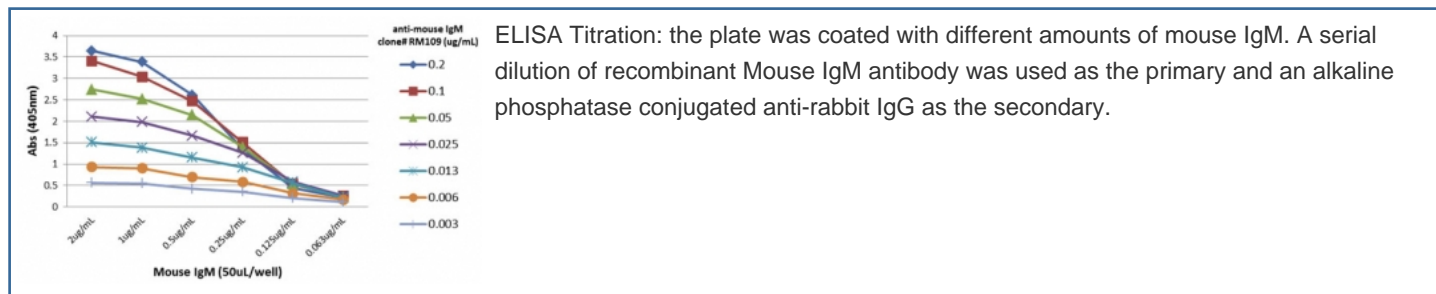 anti-mouse IgM
clone# RM109 (ug/mL)
4
3.5
3
2.5
2
1.5
1
0.5
0
Abs (405nm)
2ug/mL
1ug/mL
0.5ug/mL
0.25ug/mL
0.125ug/mL
0.063ug/mL
Mouse IgM (50uL/well)
0.2
0.1
0.05
0.025
0.013
0.006
0.003
ELISA Titration: the plate was coated with different amounts of mouse IgM. A serial
dilution of recombinant Mouse IgM antibody was used as the primary and an alkaline
phosphatase conjugated anti-rabbit IgG as the secondary.